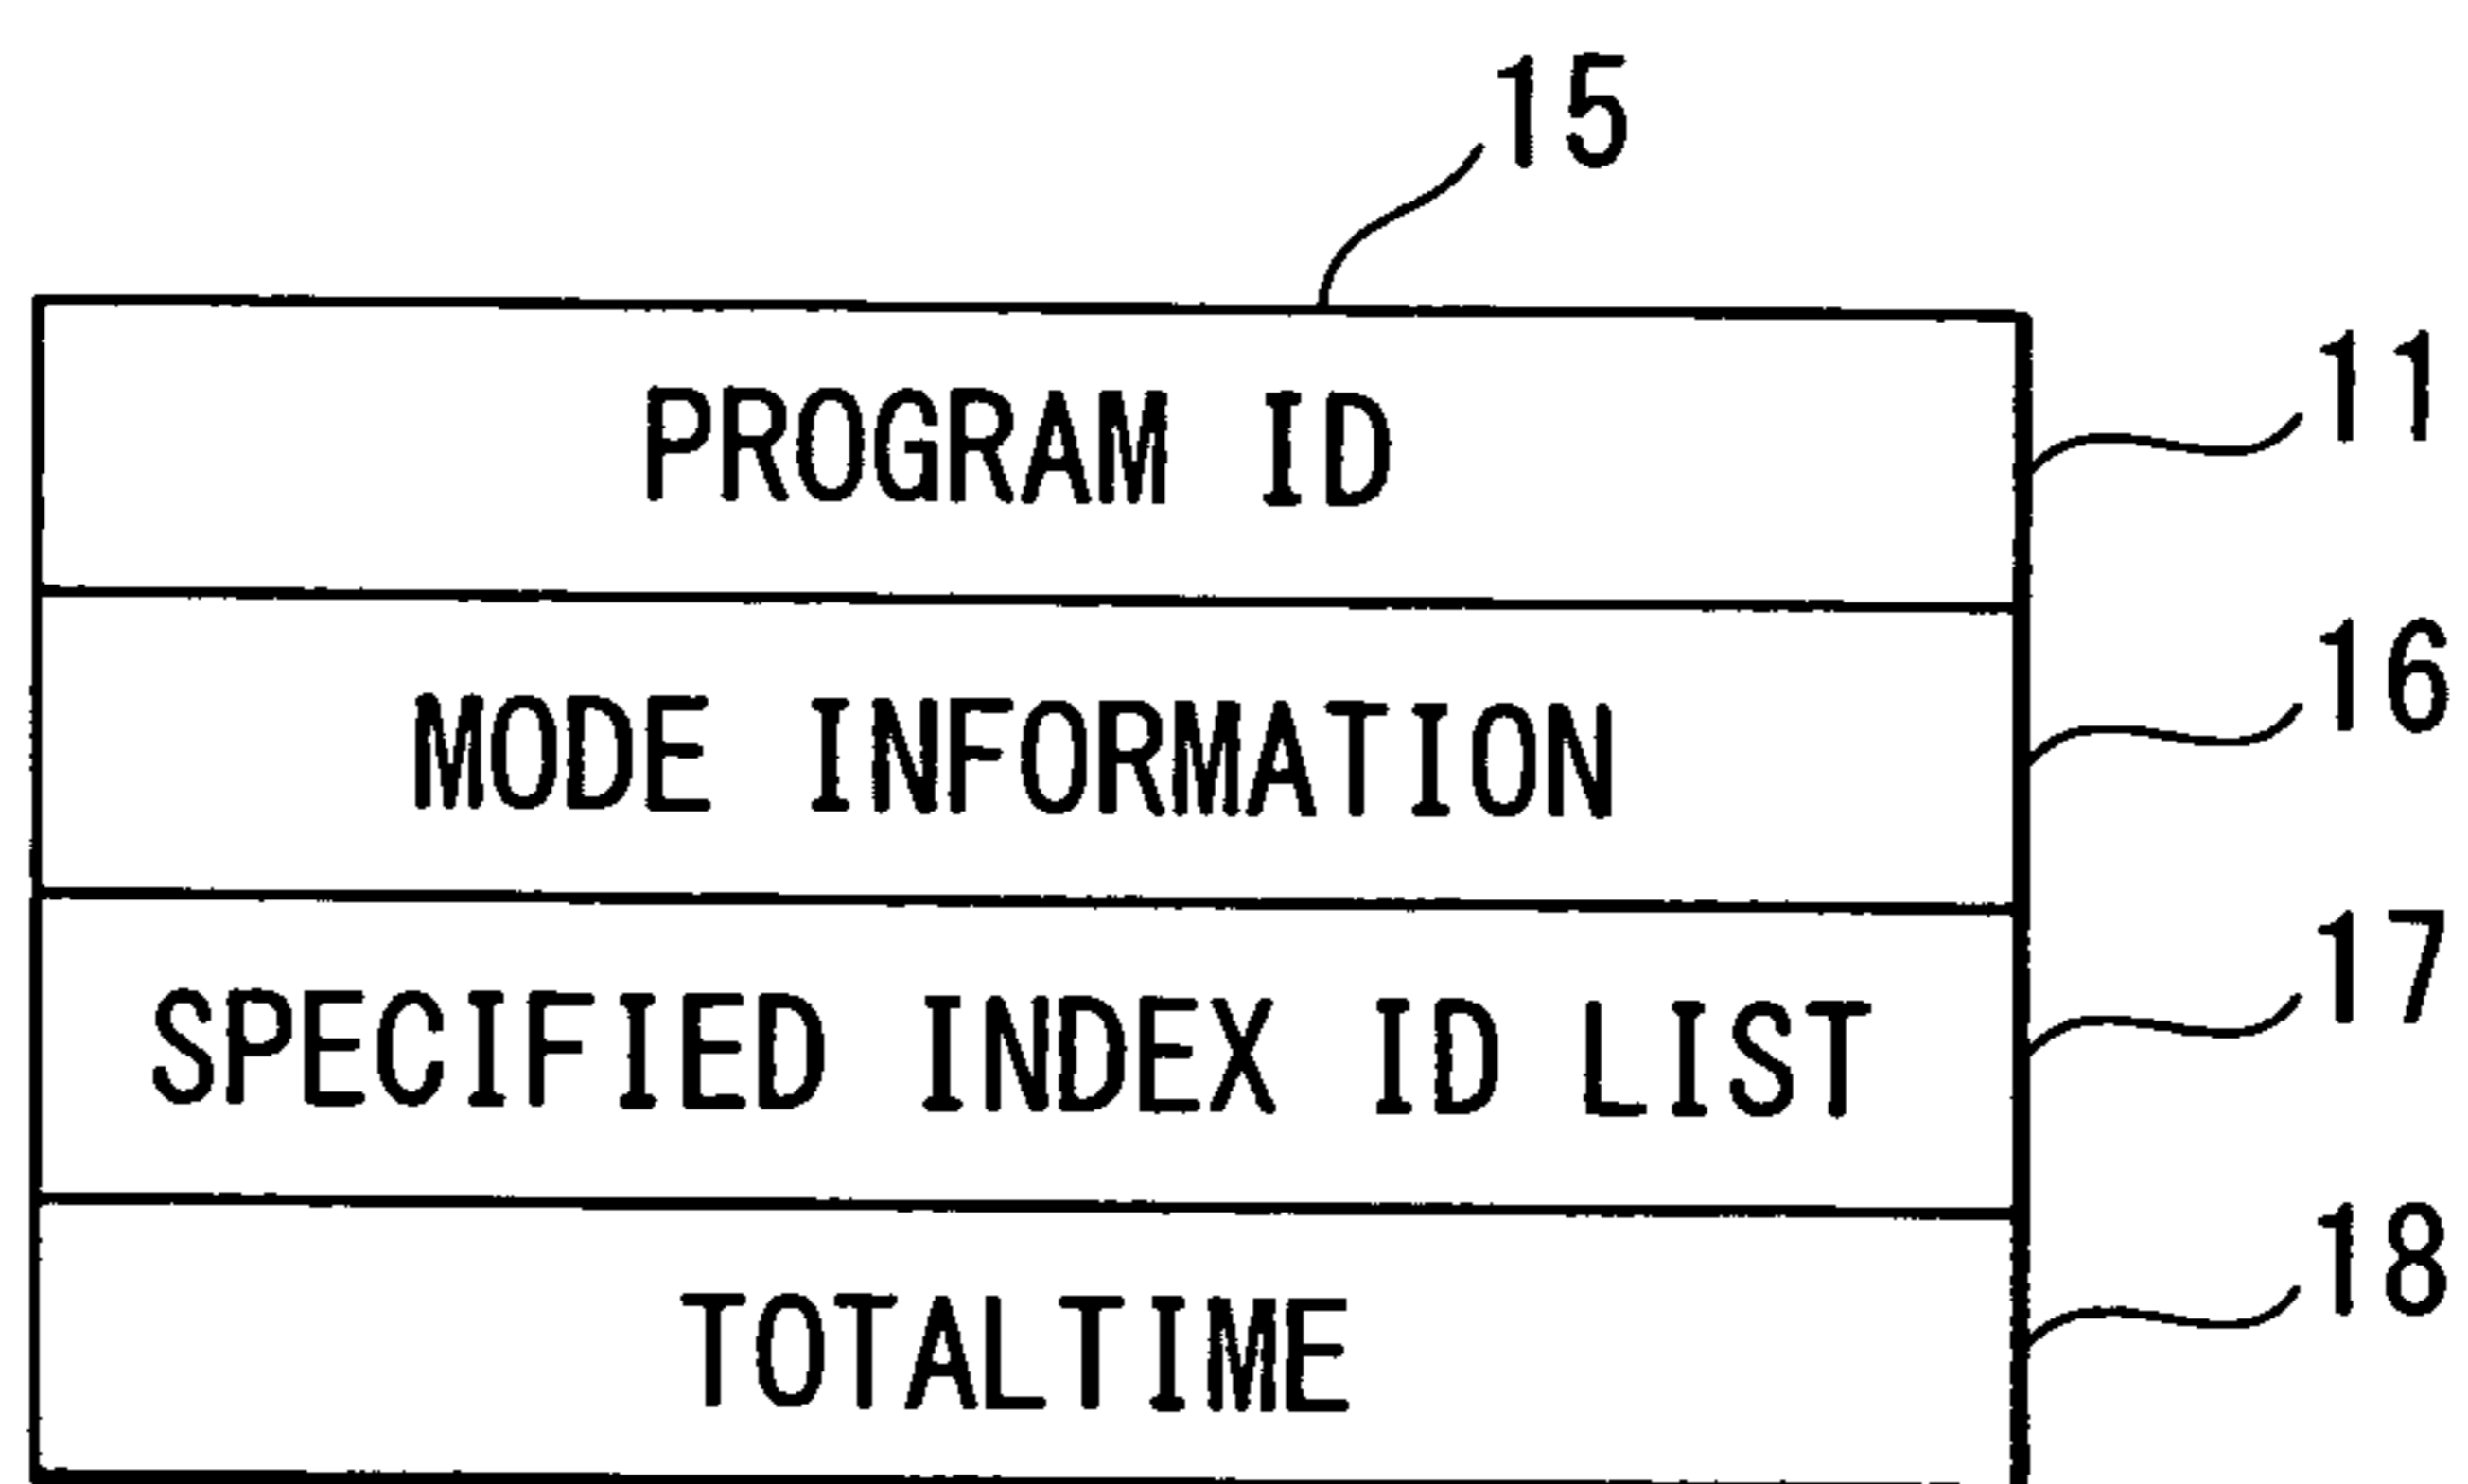 15
PROGRAM ID
11
MODE INFORMATION
16
SPECIFIED INDEX ID LIST
17
TOTALTIME
18